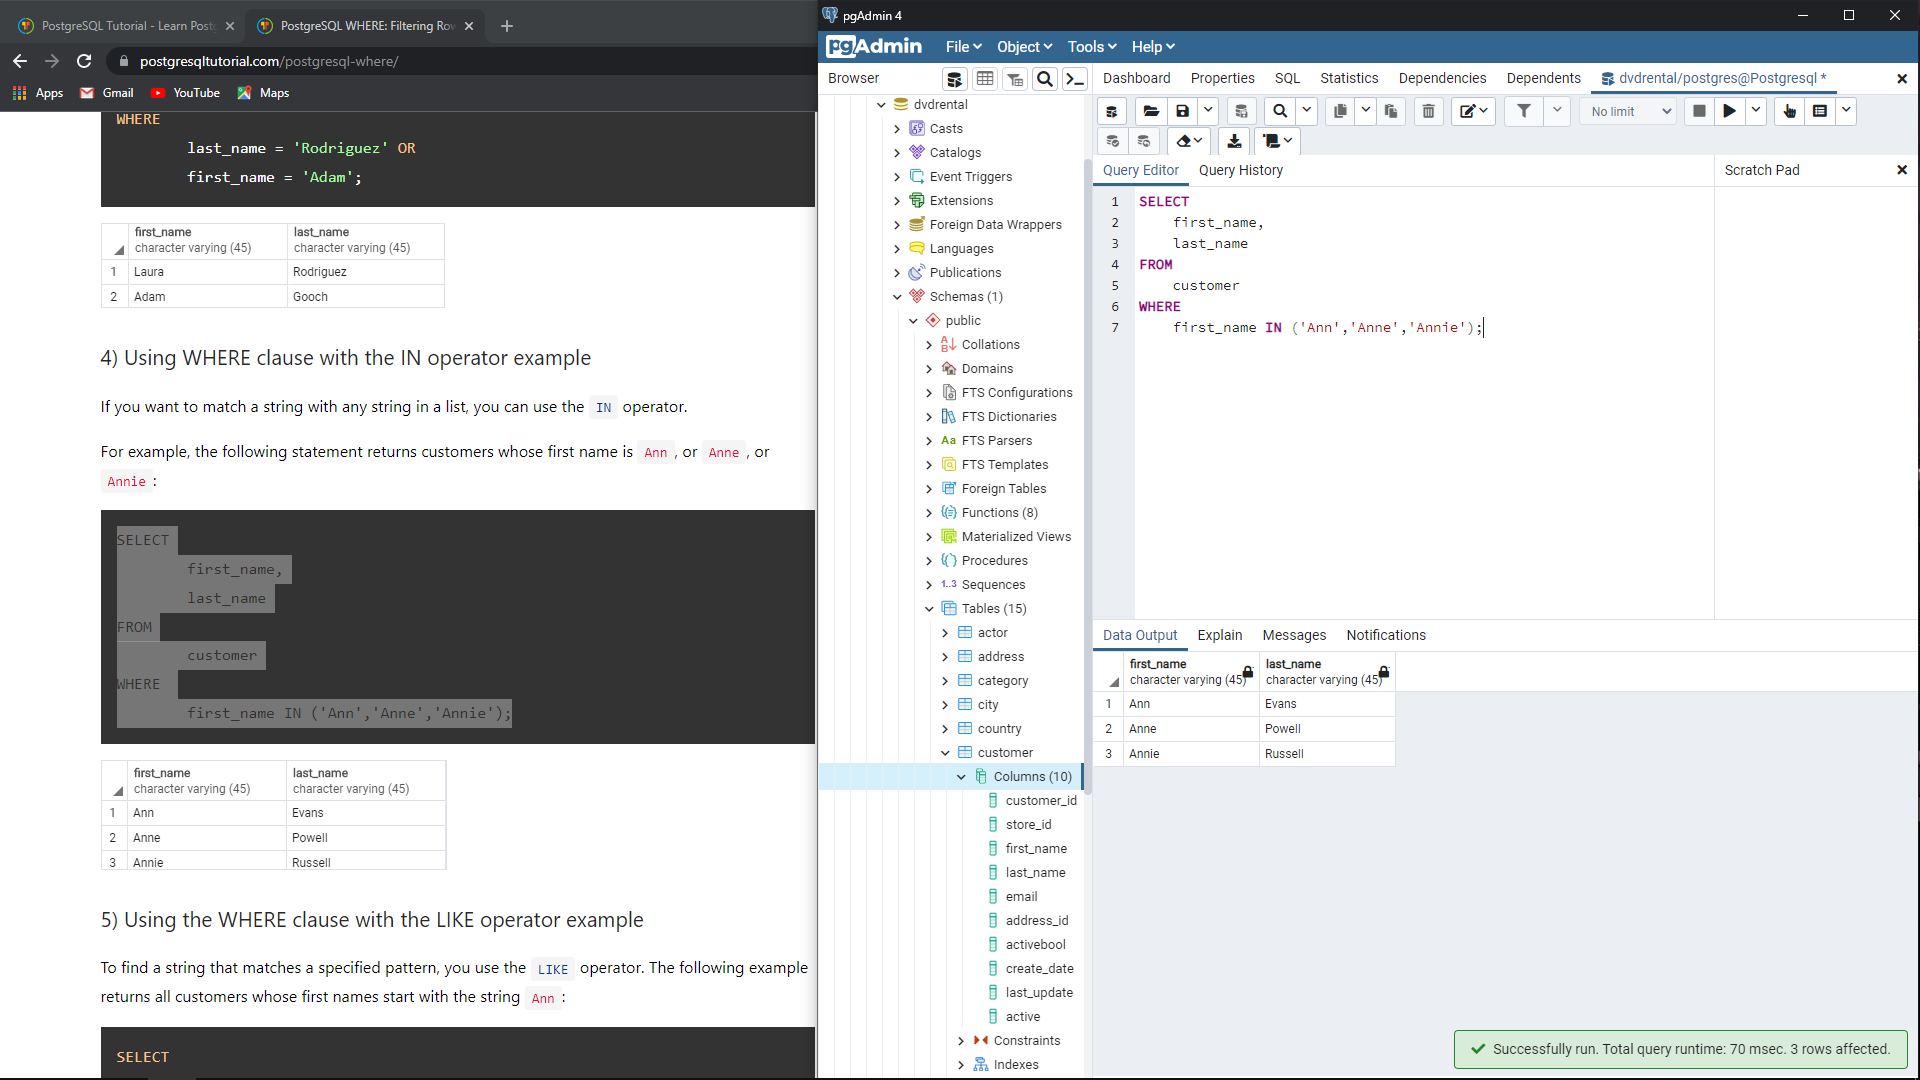 PostgreSQL Tutorial - Learn Post
PostgreSQL WHERE: Filtering Row
postgresqltutorial.com/postgresql-where/
Apps
Gmail
YouTube
Maps
WHERE
last_name = 'Rodriguez' OR
first_name = 'Adam';
first_name
character varying (45)
last_name
character varying (45)
1 Laura Rodriguez
2 Adam Gooch
4) Using WHERE clause with the IN operator example
If you want to match a string with any string in a list, you can use the IN operator.
For example, the following statement returns customers whose first name is Ann , or Anne , or
Annie :
SELECT
first_name,
last_name
FROM
customer
WHERE
first_name IN ('Ann','Anne','Annie');
first_name
character varying (45)
last_name
character varying (45)
1 Ann Evans
2 Anne Powell
3 Annie Russell
5) Using the WHERE clause with the LIKE operator example
To find a string that matches a specified pattern, you use the LIKE operator. The following example
returns all customers whose first names start with the string Ann :
SELECT
pgAdmin 4
pgAdmin
File
Object
Tools
Help
Browser
dvdrental
Casts
Catalogs
Event Triggers
Extensions
Foreign Data Wrappers
Languages
Publications
Schemas (1)
public
Collations
Domains
FTS Configurations
FTS Dictionaries
Aa FTS Parsers
FTS Templates
Foreign Tables
Functions (8)
Materialized Views
Procedures
1..3 Sequences
Tables (15)
actor
address
category
city
country
customer
Columns (10)
customer_id
store_id
first_name
last_name
email
address_id
activebool
create_date
last_update
active
Constraints
Indexes
Dashboard
Properties
SQL
Statistics
Dependencies
Dependents
dvdrental/postgres@Postgresql *
No limit
Query Editor
Query History
Scratch Pad
1 SELECT
2 first_name,
3 last_name
4 FROM
5 customer
6 WHERE
7 first_name IN ('Ann','Anne','Annie');
Data Output
Explain
Messages
Notifications
first_name
character varying (45)
last_name
character varying (45)
1 Ann Evans
2 Anne Powell
3 Annie Russell
Successfully run. Total query runtime: 70 msec. 3 rows affected.